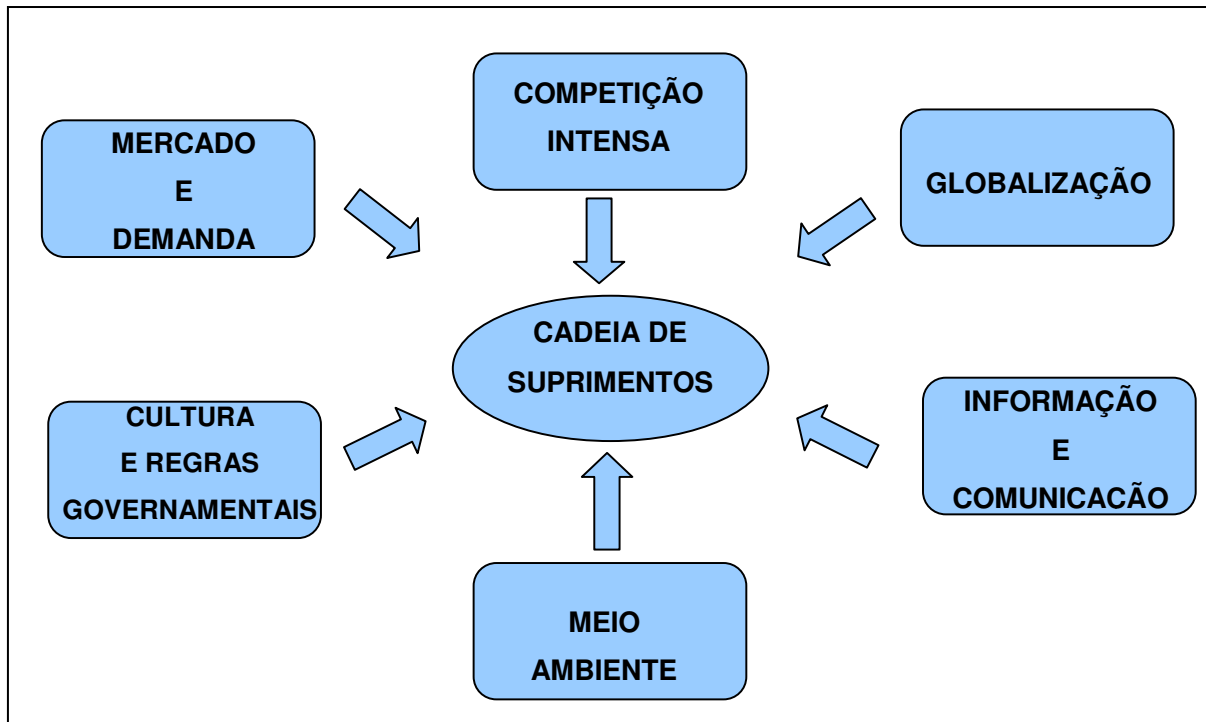 COMPETIÇÃO
INTENSA
MERCADO
E
DEMANDA
GLOBALIZAÇÃO
CADEIA DE
SUPRIMENTOS
CULTURA
E REGRAS
GOVERNAMENTAIS
INFORMAÇÃO
E
COMUNICACÃO
MEIO
AMBIENTE